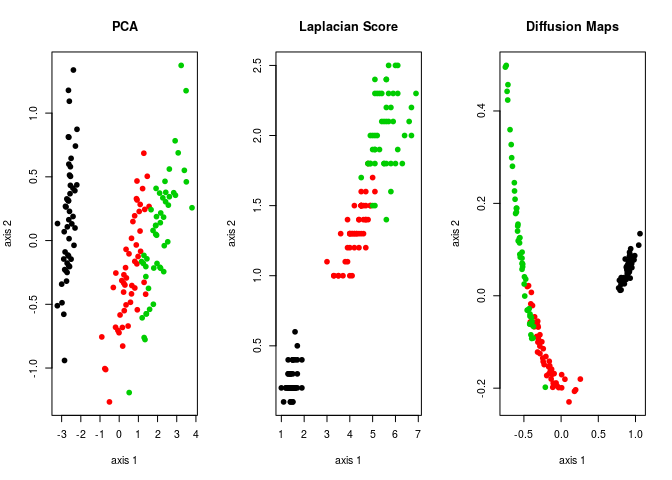 PCA
axis 2
1.0
0.5
0.0
-0.5
-1.0
-3 -2 -1 0 1 2 3 4
axis 1
Laplacian Score
axis 2
2.5
2.0
1.5
1.0
0.5
1 2 3 4 5 6 7
axis 1
Diffusion Maps
axis 2
0.4
0.2
0.0
-0.2
-0.5 0.0 0.5 1.0
axis 1